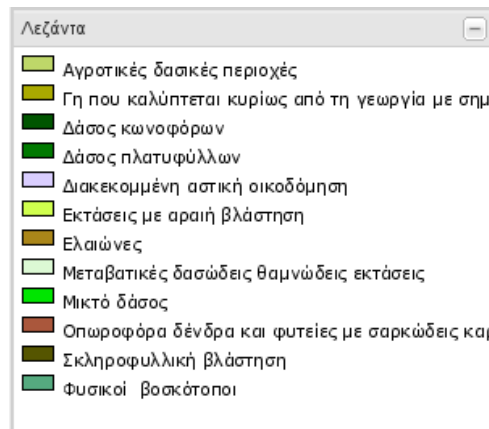 Λεζάντα
Αγροτικές δασικές περιοχές
Γη που καλύπτεται κυρίως από τη γεωργία με σημ
Δάσος κωνοφόρων
Δάσος πλατυφύλλων
Διακεκομμένη αστική οικοδόμηση
Εκτάσεις με αραιή βλάστηση
Ελαιώνες
Μεταβατικές δασώδεις θαμνώδεις εκτάσεις
Μικτό δάσος
Οπωροφόρα δένδρα και φυτείες με σαρκώδεις καρ
Σκληροφυλλική βλάστηση
Φυσικοί βοσκότοποι